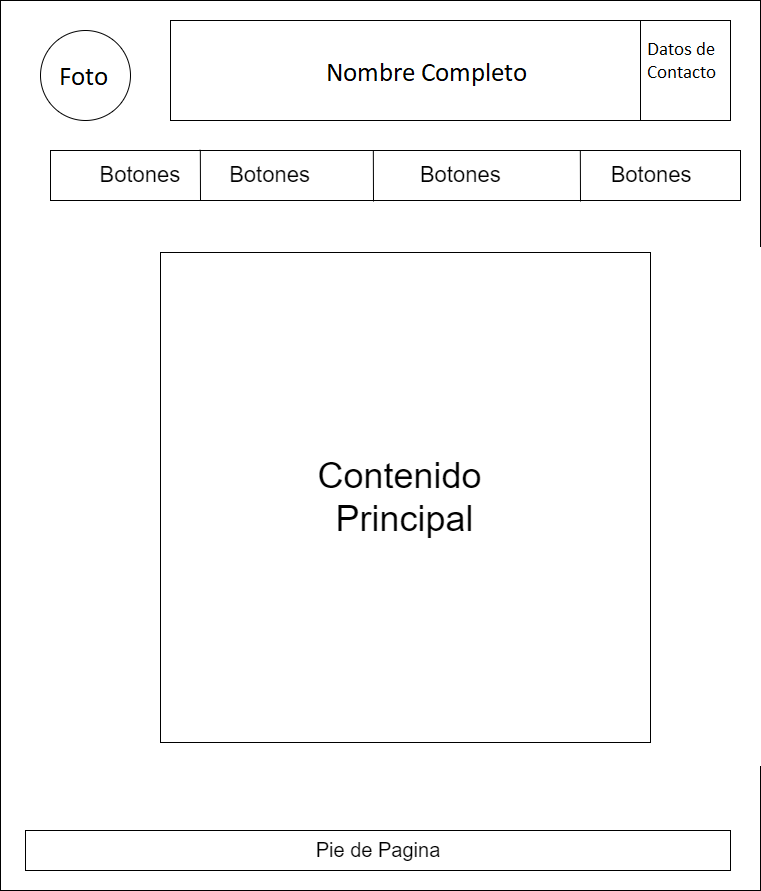 Foto
Nombre Completo
Datos de
Contacto
Botones
Botones
Botones
Botones
Contenido
Principal
Pie de Pagina